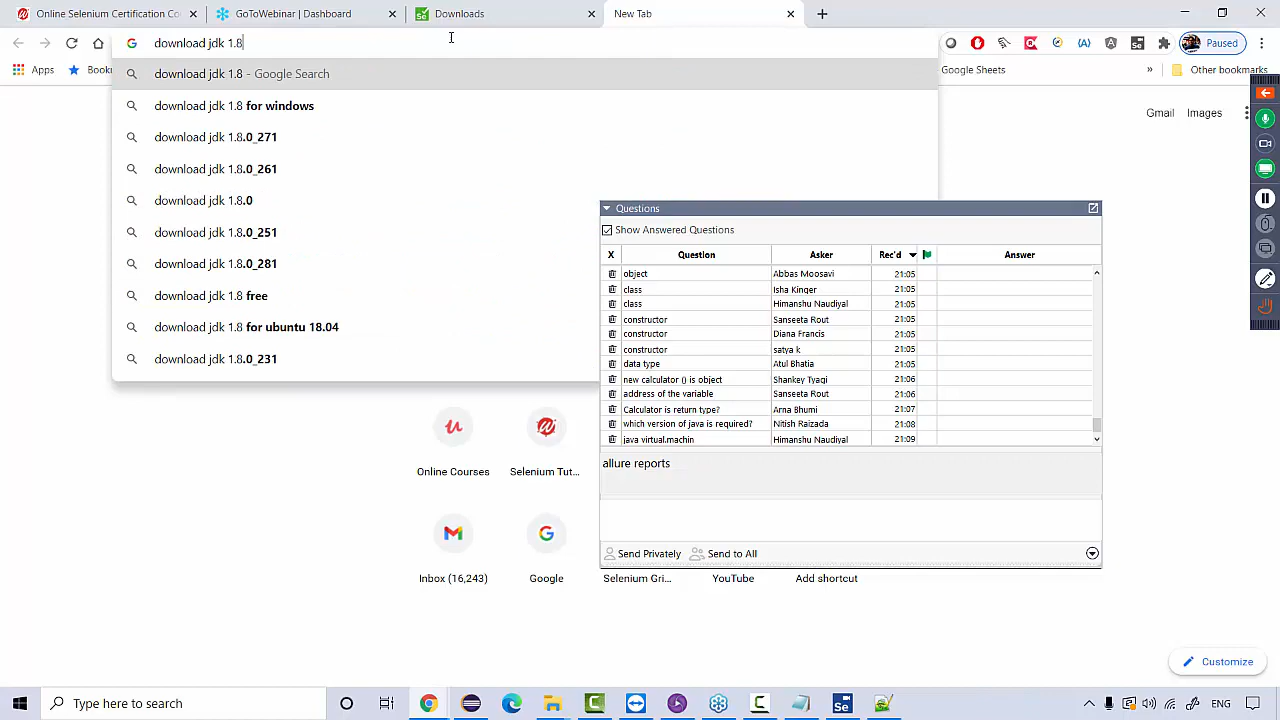 Online Selenium Certification Co
GoToWebinar | Dashboard
Downloads
New Tab
download jdk 1.8
Paused
Apps
Book
Google Sheets
»
Other bookmarks
download jdk 1.8 - Google Search
download jdk 1.8 for windows
download jdk 1.8.0_271
download jdk 1.8.0_261
download jdk 1.8.0
download jdk 1.8.0_251
download jdk 1.8.0_281
download jdk 1.8 free
download jdk 1.8 for ubuntu 18.04
download jdk 1.8.0_231
Gmail Images
Questions
Show Answered Questions
X Question Asker Rec'd Answer
object Abbas Moosavi 21:05
class Isha Kinger 21:05
class Himanshu Naudiyal 21:05
constructor Sanseeta Rout 21:05
constructor Diana Francis 21:05
constructor satya k 21:05
data type Atul Bhatia 21:05
new calculator () is object Shankey Tyagi 21:06
address of the variable Sanseeta Rout 21:06
Calculator is return type? Arna Bhumi 21:07
which version of java is required? Nitish Raizada 21:08
java virtual.machin Himanshu Naudiyal 21:09
allure reports
Send Privately Send to All
Online Courses Selenium Tut...
Inbox (16,243) Google Selenium Gri... YouTube Add shortcut
Customize
Type here to search
ENG